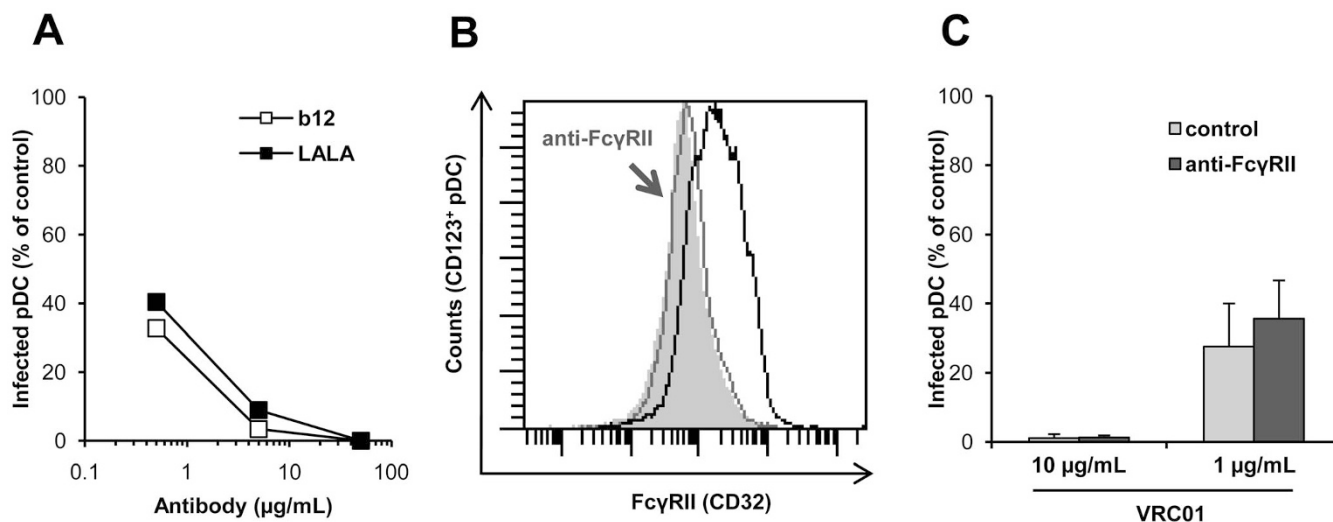 A
Infected pDC (% of control)
100
80
60
40
20
0
0.1
1
10
100
Antibody (µg/mL)
b12
LALA
B
Counts (CD123⁺ pDC)
anti-FcγRII
FcγRII (CD32)
C
Infected pDC (% of control)
100
80
60
40
20
0
control
anti-FcγRII
10 µg/mL
1 µg/mL
VRC01